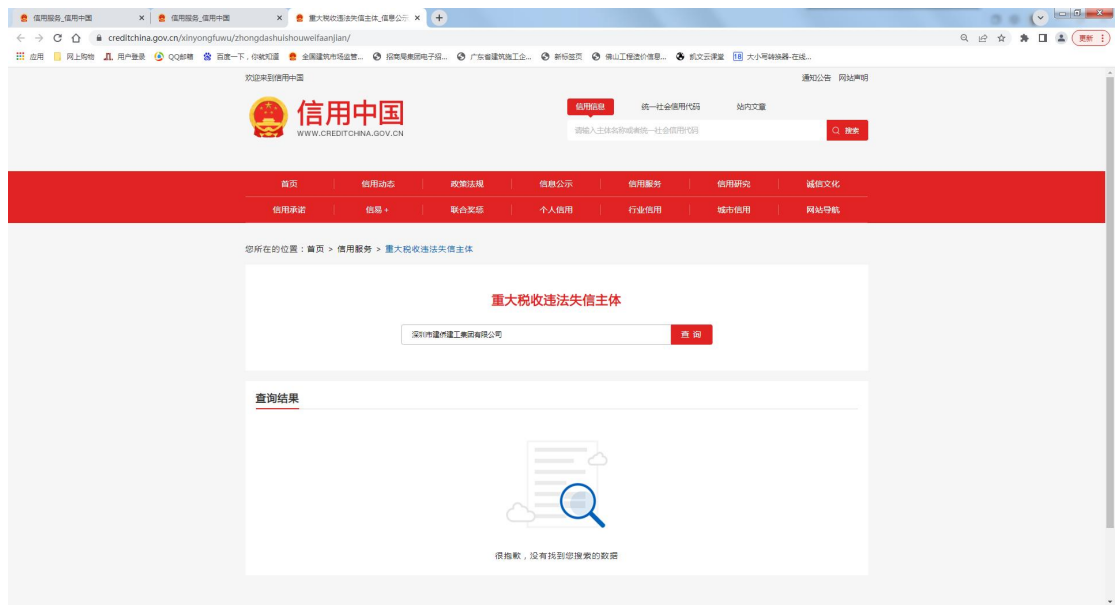 信用服务_信用中国
信用服务_信用中国
重大税收违法失信主体_信息公示
creditchina.gov.cn/xinyongfuwu/zhongdashuishouweifaanjian/
更新
应用 网上购物 用户登录 QQ邮箱 百度一下，你就知道 全国建筑市场监管... 招商局集团电子招... 广东省建筑施工企... 新标签页 佛山工程造价信息... 凯文云课堂 大小写转换器-在线...
欢迎来到信用中国
通知公告 网站声明
信用中国
WWW.CREDITCHINA.GOV.CN
信用信息 统一社会信用代码 站内文章
请输入主体名称或者统一社会信用代码
搜索
首页 信用动态 政策法规 信息公示 信用服务 信用研究 诚信文化
信用承诺 信易+ 联合奖惩 个人信用 行业信用 城市信用 网站导航
您所在的位置：首页 > 信用服务 > 重大税收违法失信主体
重大税收违法失信主体
深圳市建侨建工集团有限公司
查询
查询结果
很抱歉，没有找到您搜索的数据